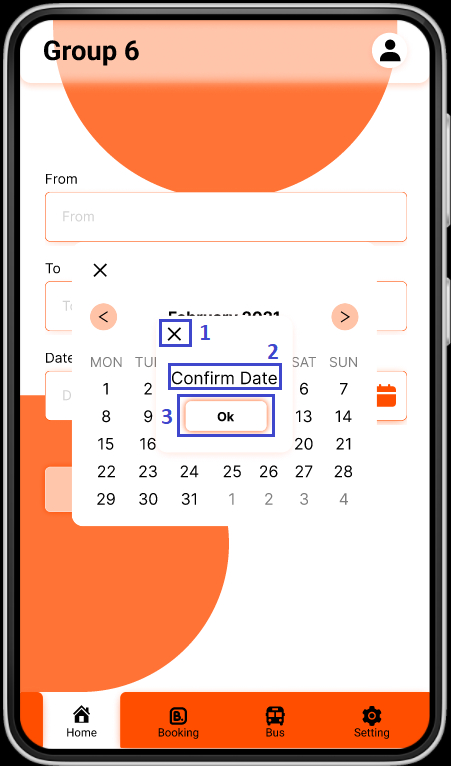 Group 6
From
From
To
< February 2021 >
1
2
MON TU SAT SUN
Date
Confirm Date
1 2 6 7
3
Ok
8 9 13 14
15 16 20 21
22 23 24 25 26 27 28
29 30 31 1 2 3 4
Home Booking Bus Setting